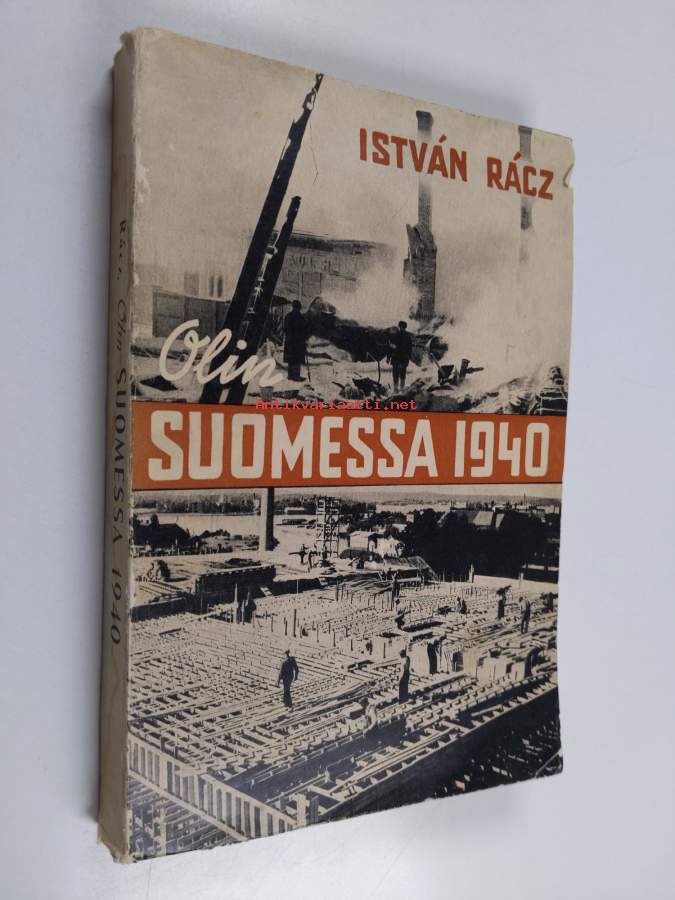 ISTVÁN RÁCZ
Olin
Antikvariaatti.net
SUOMESSA 1940
Rácz, Olin SUOMESSA 1940